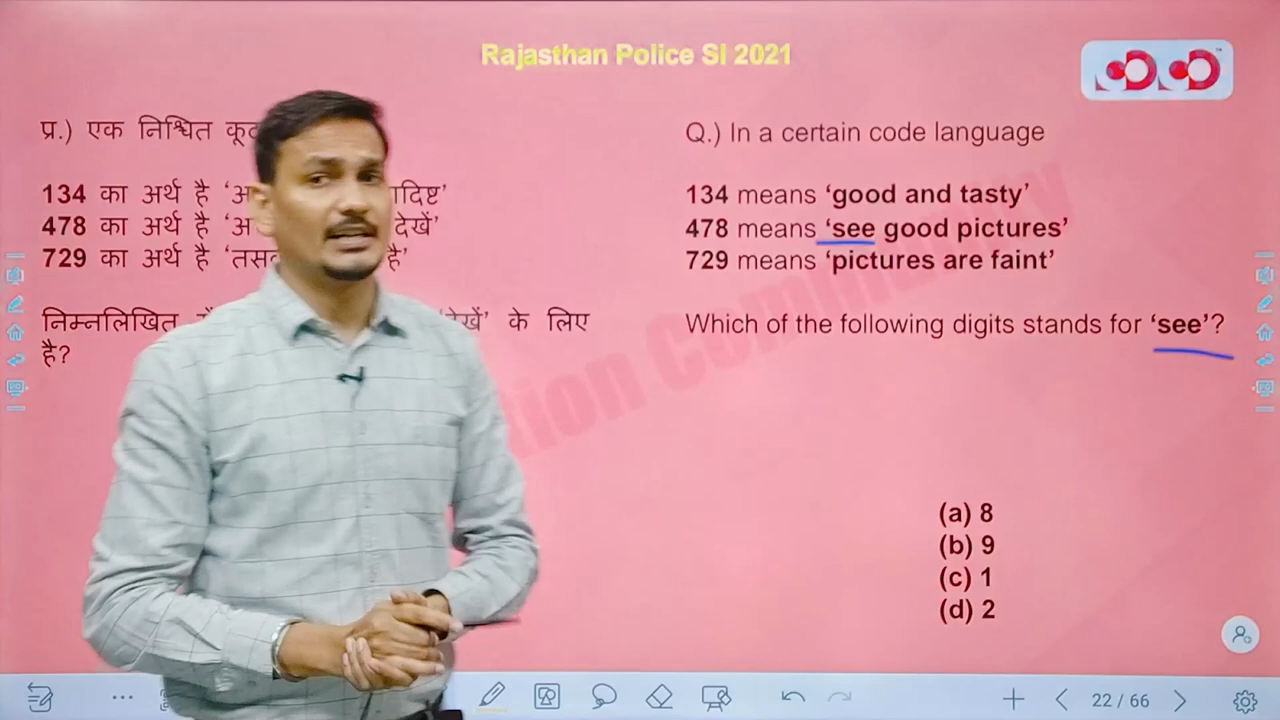 Rajasthan Police SI 2021
प्र.) एक निश्चित
134 का अर्थ है
478 का अर्थ है देखें'
729 का अर्थ है है'
निम्नलिखित के लिए
है?
Q.) In a certain code language
134 means ‘good and tasty’
478 means ‘see good pictures’
729 means ‘pictures are faint’
Which of the following digits stands for ‘see’?
(a) 8
(b) 9
(c) 1
(d) 2
22 / 66